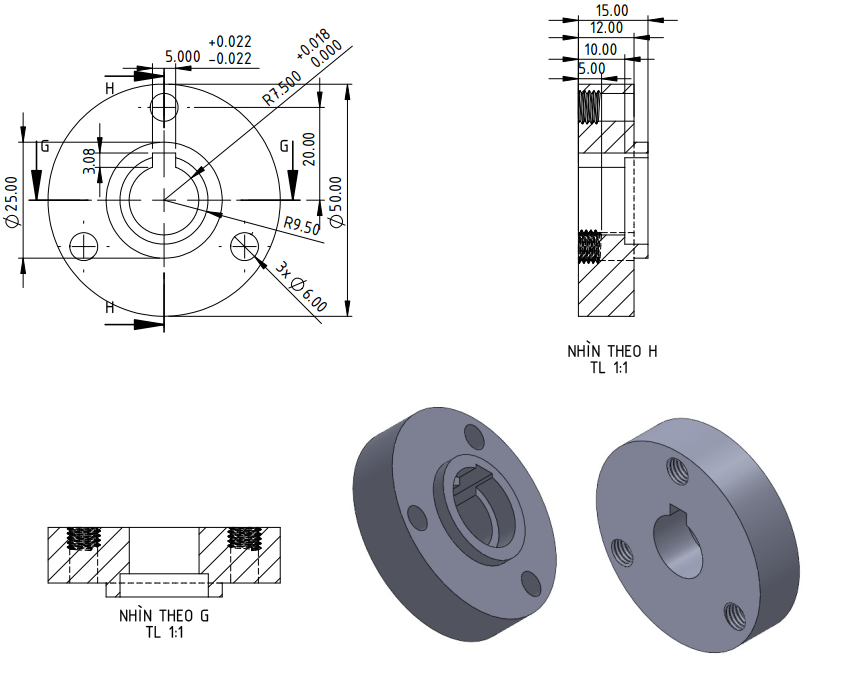 +0.022
5.000 -0.022
H
R7.500 +0.018
0.000
G
G
3.08
20.00
Ø25.00
Ø50.00
R9.50
3x Ø6.00
H
15.00
12.00
10.00
5.00
NHÌN THEO H
TL 1:1
NHÌN THEO G
TL 1:1